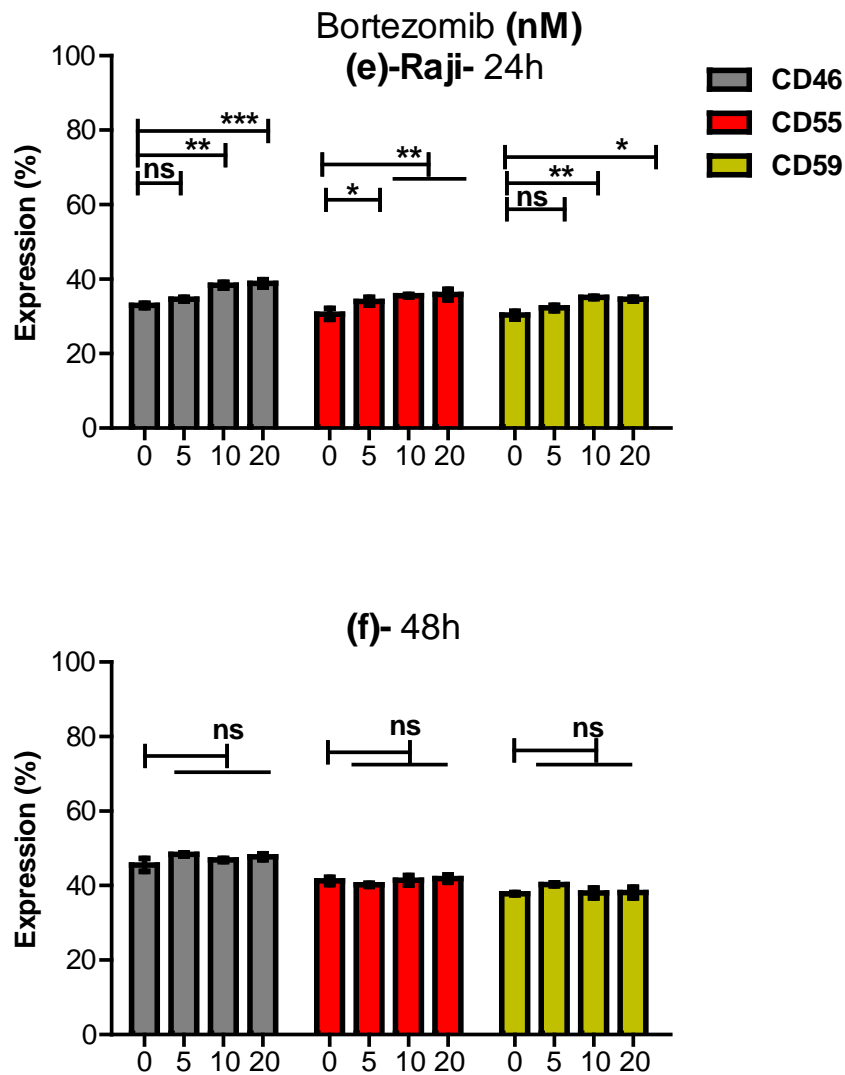 Bortezomib (nM)
(e)-Raji- 24h
CD46
CD55
CD59
Expression (%)
100
80
60
40
20
0
***
**
ns
**
*
*
**
ns
0 5 10 20 0 5 10 20 0 5 10 20
(f)- 48h
Expression (%)
100
80
60
40
20
0
ns ns ns
0 5 10 20 0 5 10 20 0 5 10 20